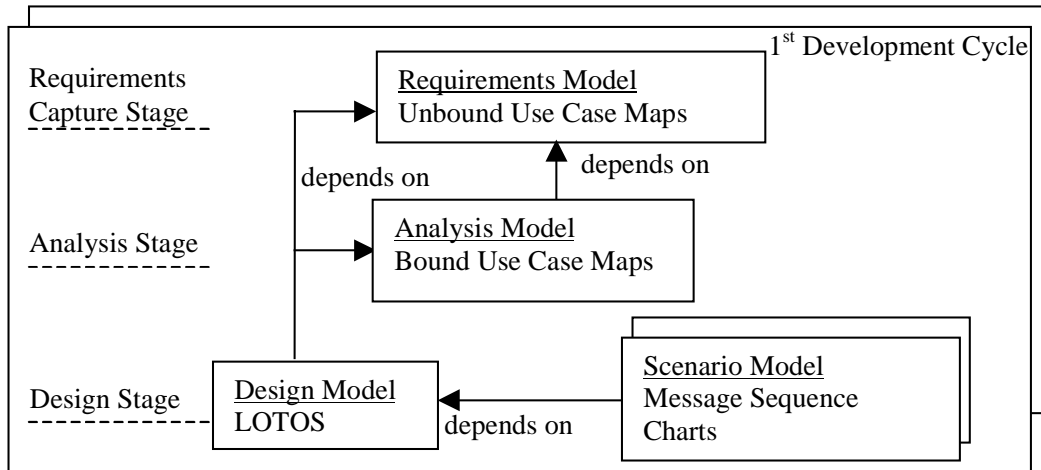 1st Development Cycle
Requirements
Capture Stage
Requirements Model
Unbound Use Case Maps
depends on
depends on
Analysis Stage
Analysis Model
Bound Use Case Maps
Design Stage
Design Model
LOTOS
depends on
Scenario Model
Message Sequence
Charts